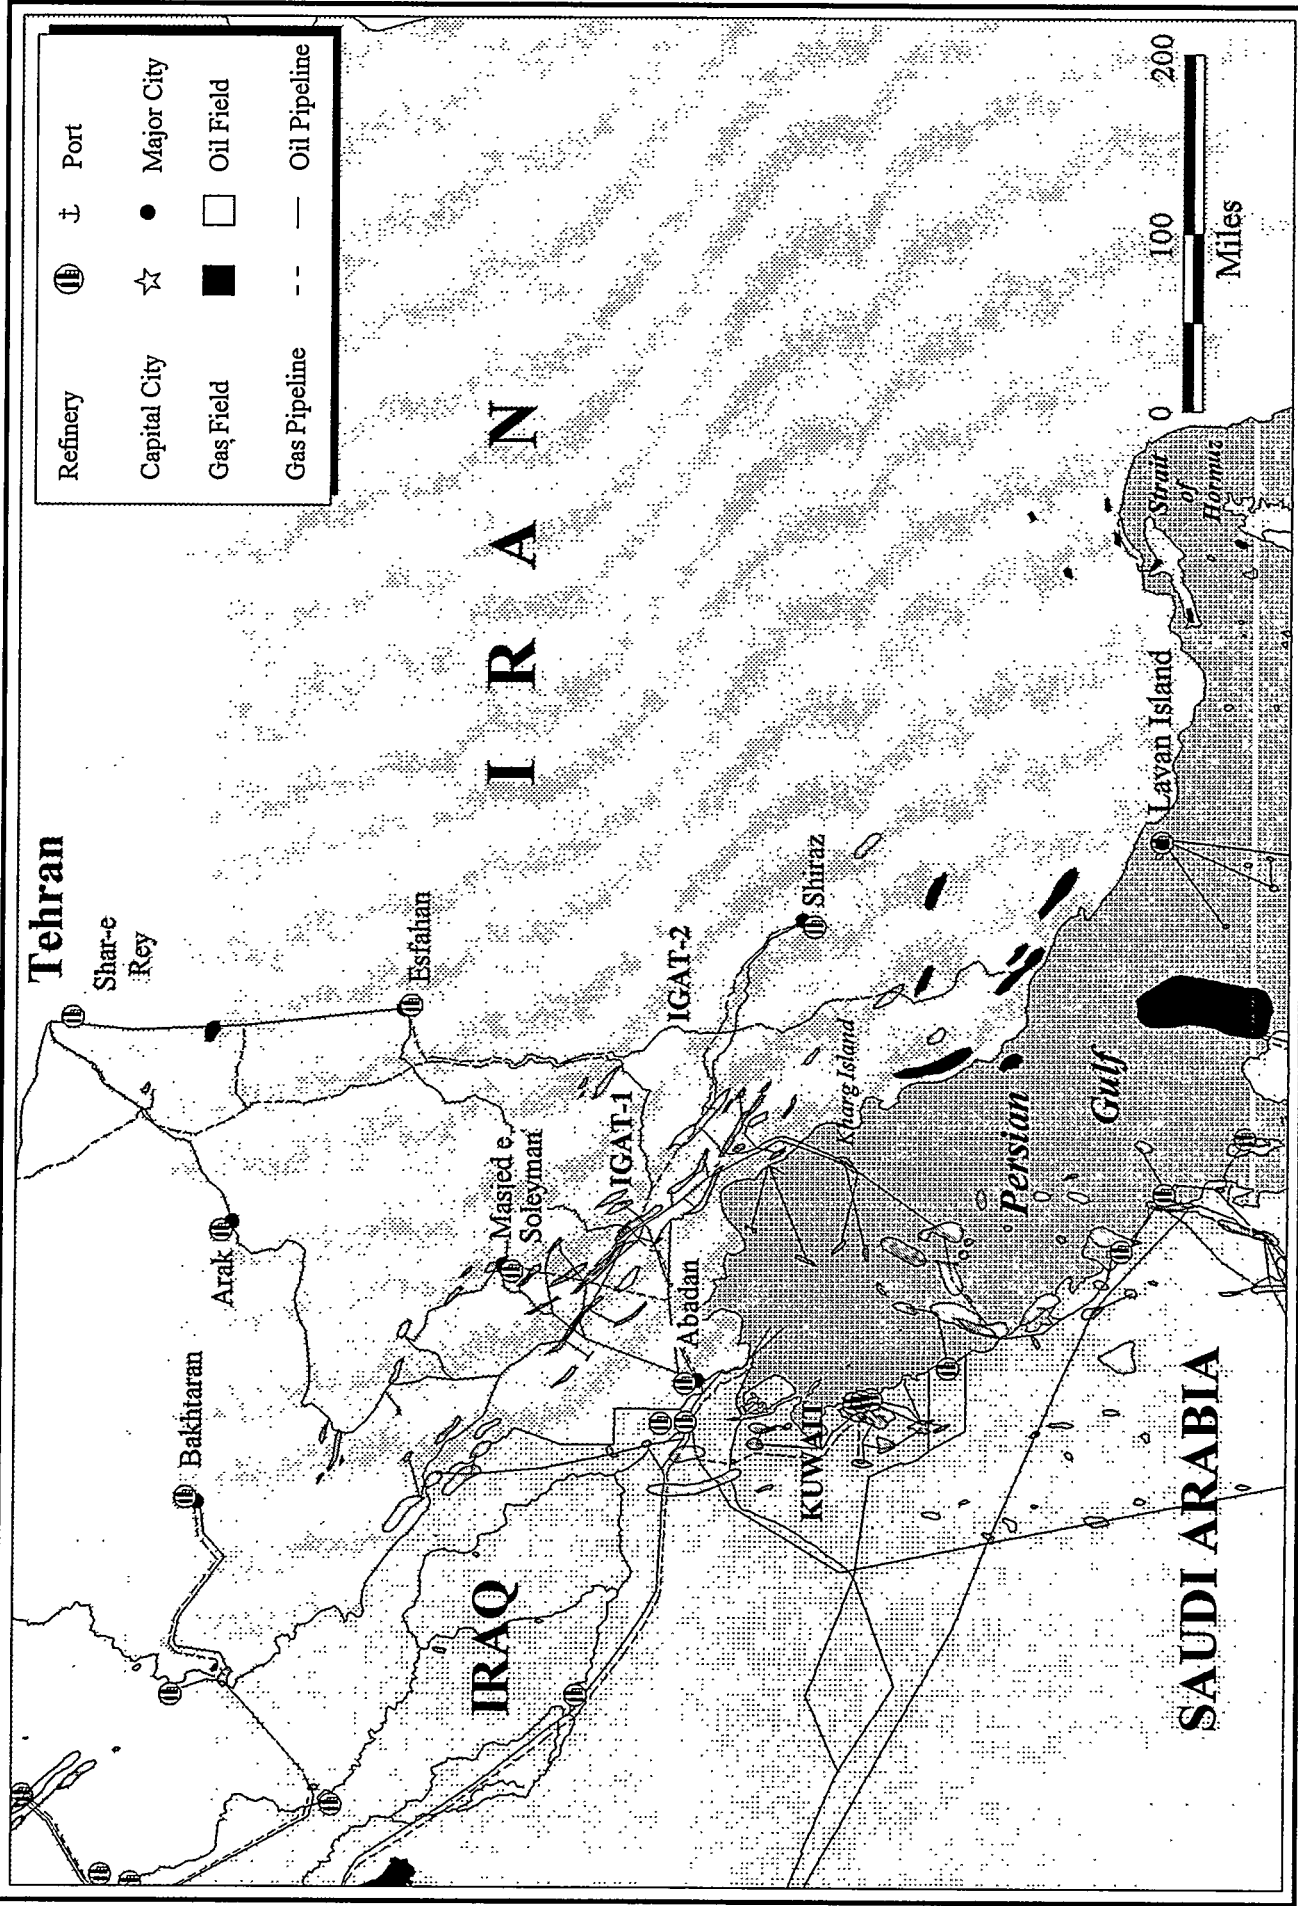 Refinery
Port
Capital City
Major City
Gas Field
Oil Field
Gas Pipeline
Oil Pipeline
Tehran
Shar-e
Rey
Esfahan
Arak
Bakhtaran
I R A N
IGAT-2
IGAT-1
Shiraz
Masjed e
Soleyman
Abadan
Kharg Island
IRAQ
KUWAIT
Persian
Gulf
Lavan Island
Strait
of
Hormuz
SAUDI ARABIA
0 100 200
Miles